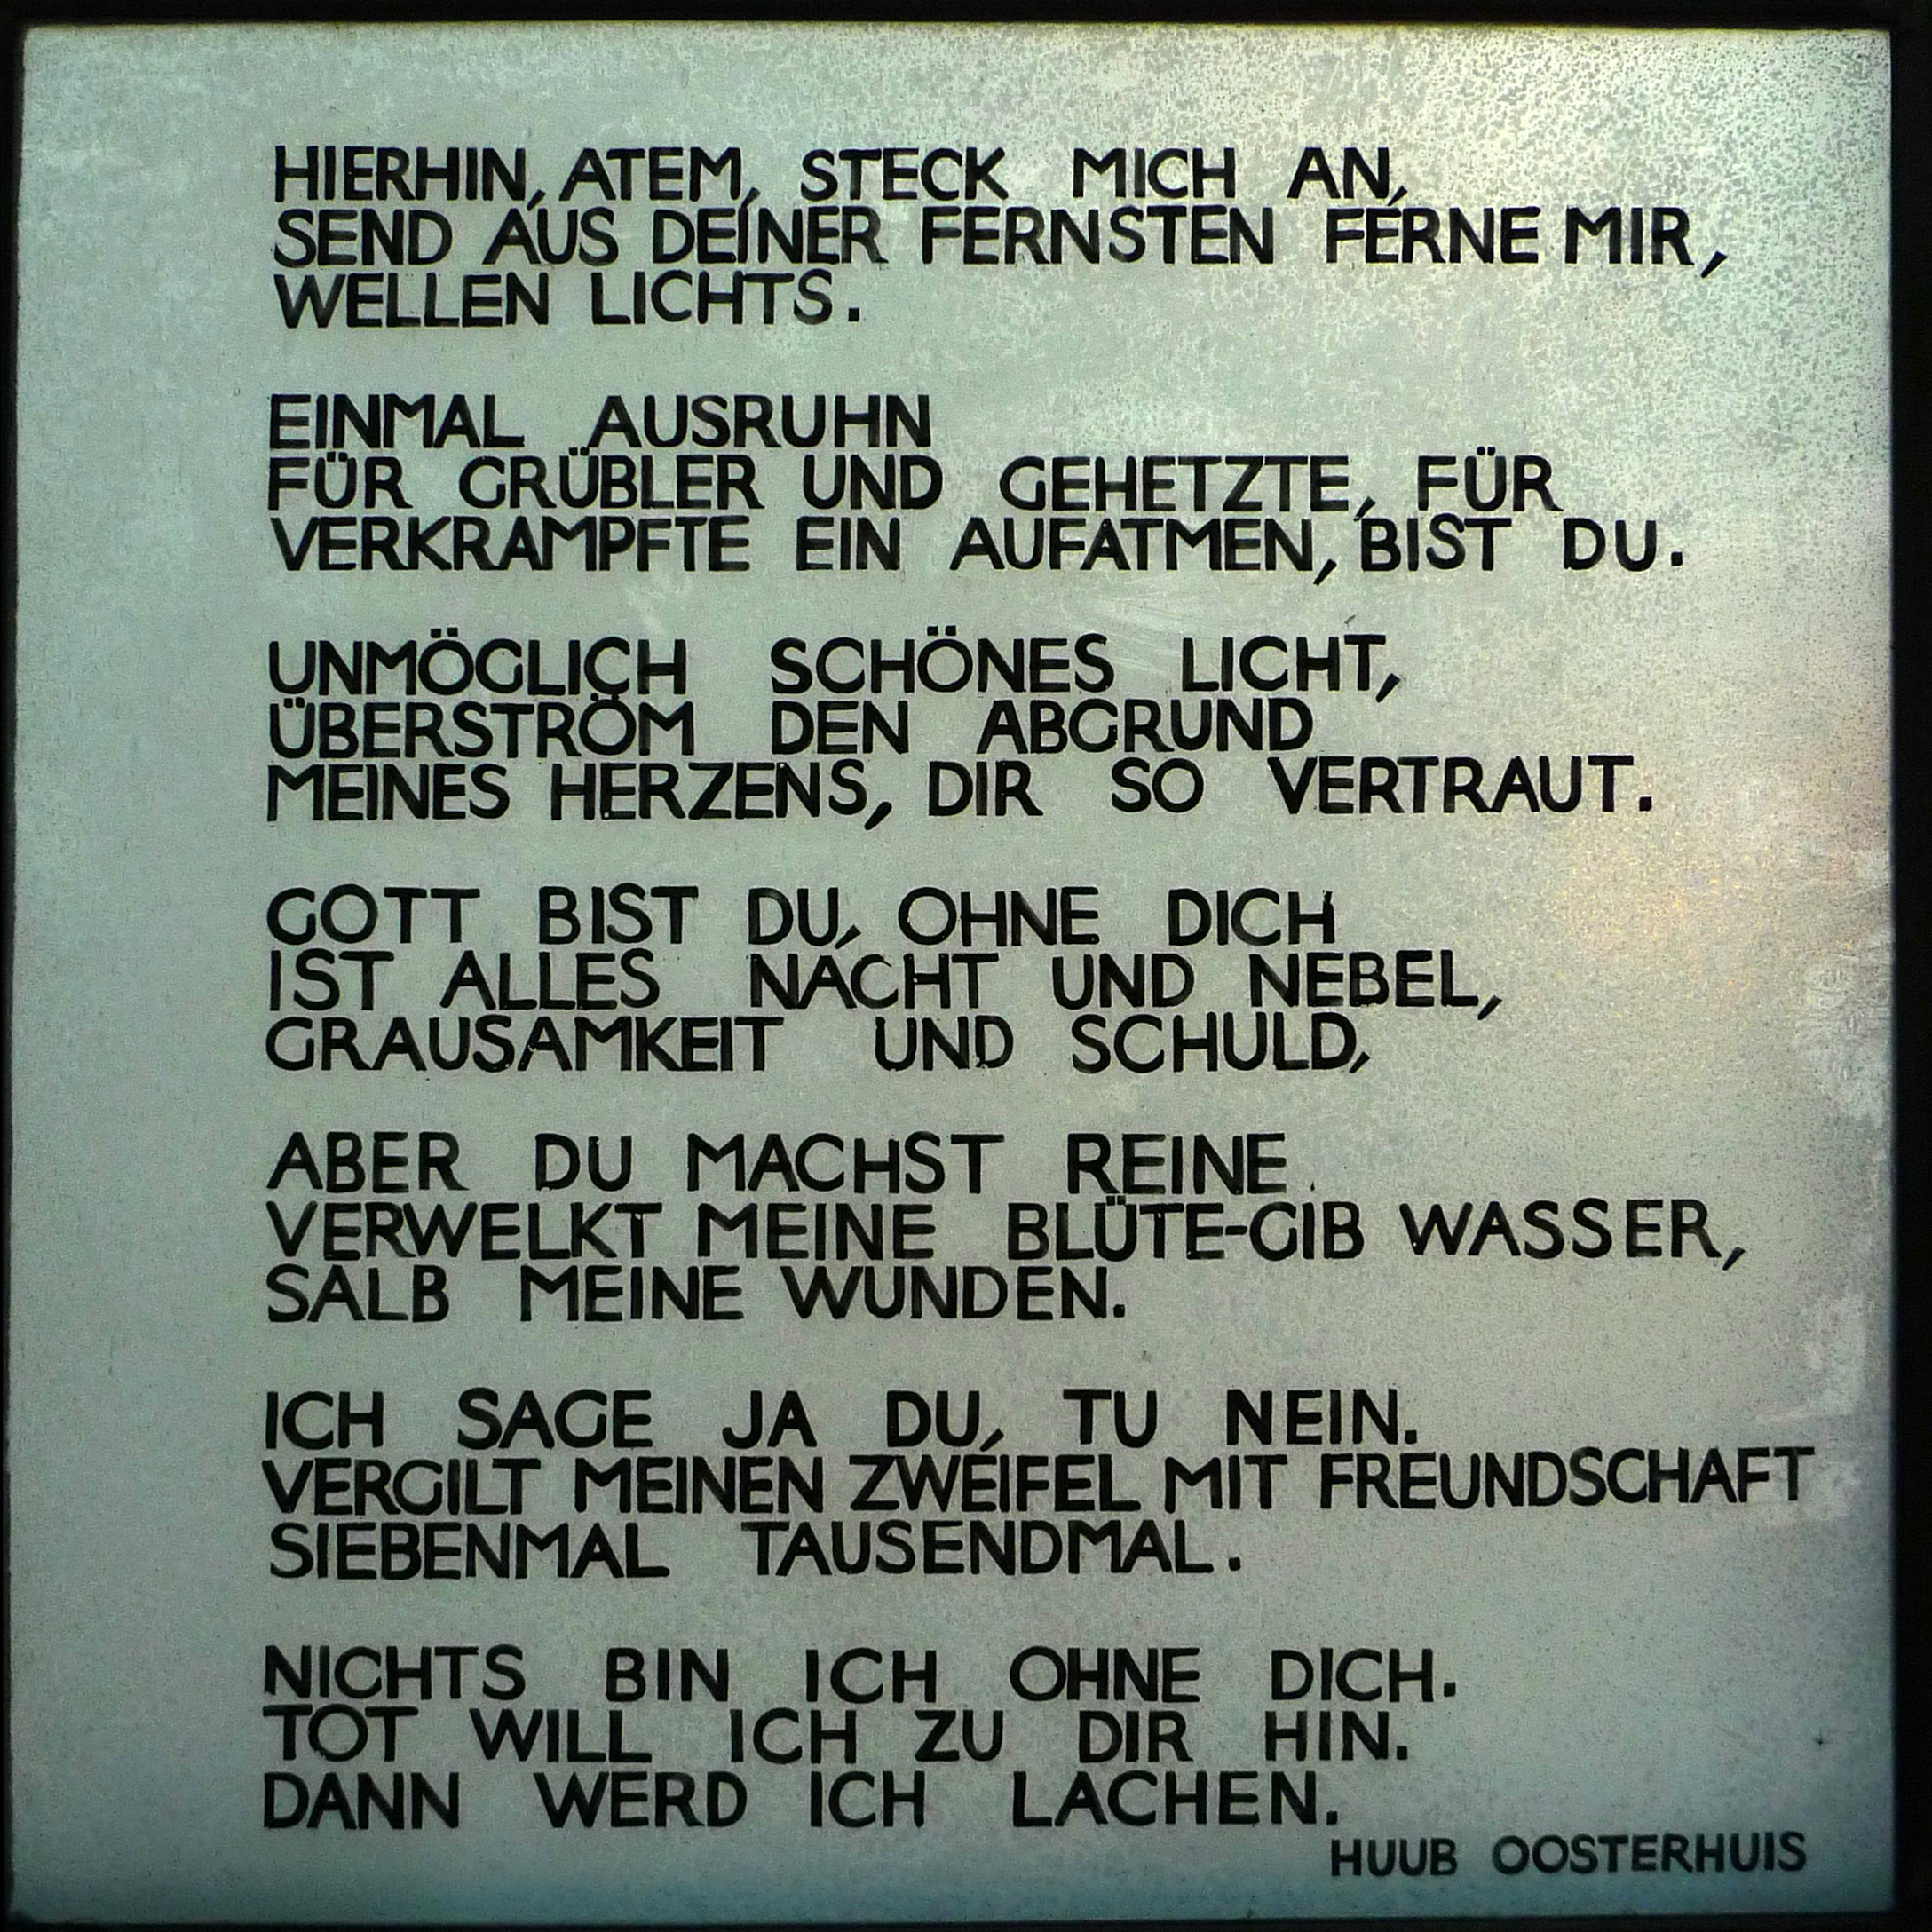 HIERHIN, ATEM, STECK MICH AN,
SEND AUS DEINER FERNSTEN FERNE MIR,
WELLEN LICHTS.
EINMAL AUSRUHN
FÜR GRÜBLER UND GEHETZTE, FÜR
VERKRAMPFTE EIN AUFATMEN, BIST DU.
UNMÖGLICH SCHÖNES LICHT,
ÜBERSTRÖM DEN ABGRUND
MEINES HERZENS, DIR SO VERTRAUT.
GOTT BIST DU, OHNE DICH
IST ALLES NACHT UND NEBEL,
GRAUSAMKEIT UND SCHULD,
ABER DU MACHST REINE
VERWELKT MEINE BLÜTE-GIB WASSER,
SALB MEINE WUNDEN.
ICH SAGE JA DU, TU NEIN.
VERGILT MEINEN ZWEIFEL MIT FREUNDSCHAFT
SIEBENMAL TAUSENDMAL.
NICHTS BIN ICH OHNE DICH.
TOT WILL ICH ZU DIR HIN.
DANN WERD ICH LACHEN.
HUUB OOSTERHUIS